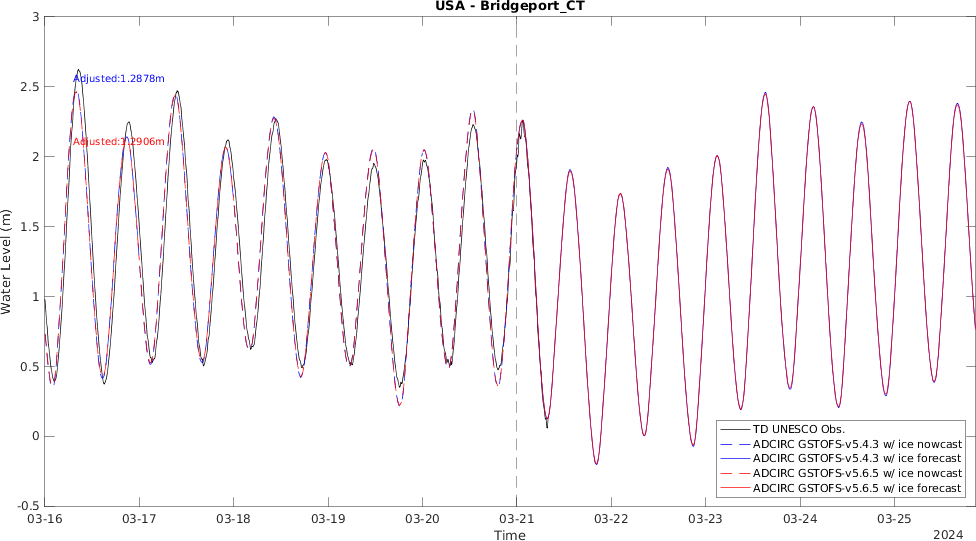 USA - Bridgeport_CT
3
2.5
2
1.5
1
0.5
0
-0.5
Water Level (m)
Adjusted:1.2878m
Adjusted:1.2906m
TD UNESCO Obs.
ADCIRC GSTOFS-v5.4.3 w/ ice nowcast
ADCIRC GSTOFS-v5.4.3 w/ ice forecast
ADCIRC GSTOFS-v5.6.5 w/ ice nowcast
ADCIRC GSTOFS-v5.6.5 w/ ice forecast
03-16 03-17 03-18 03-19 03-20 03-21 03-22 03-23 03-24 03-25
Time
2024